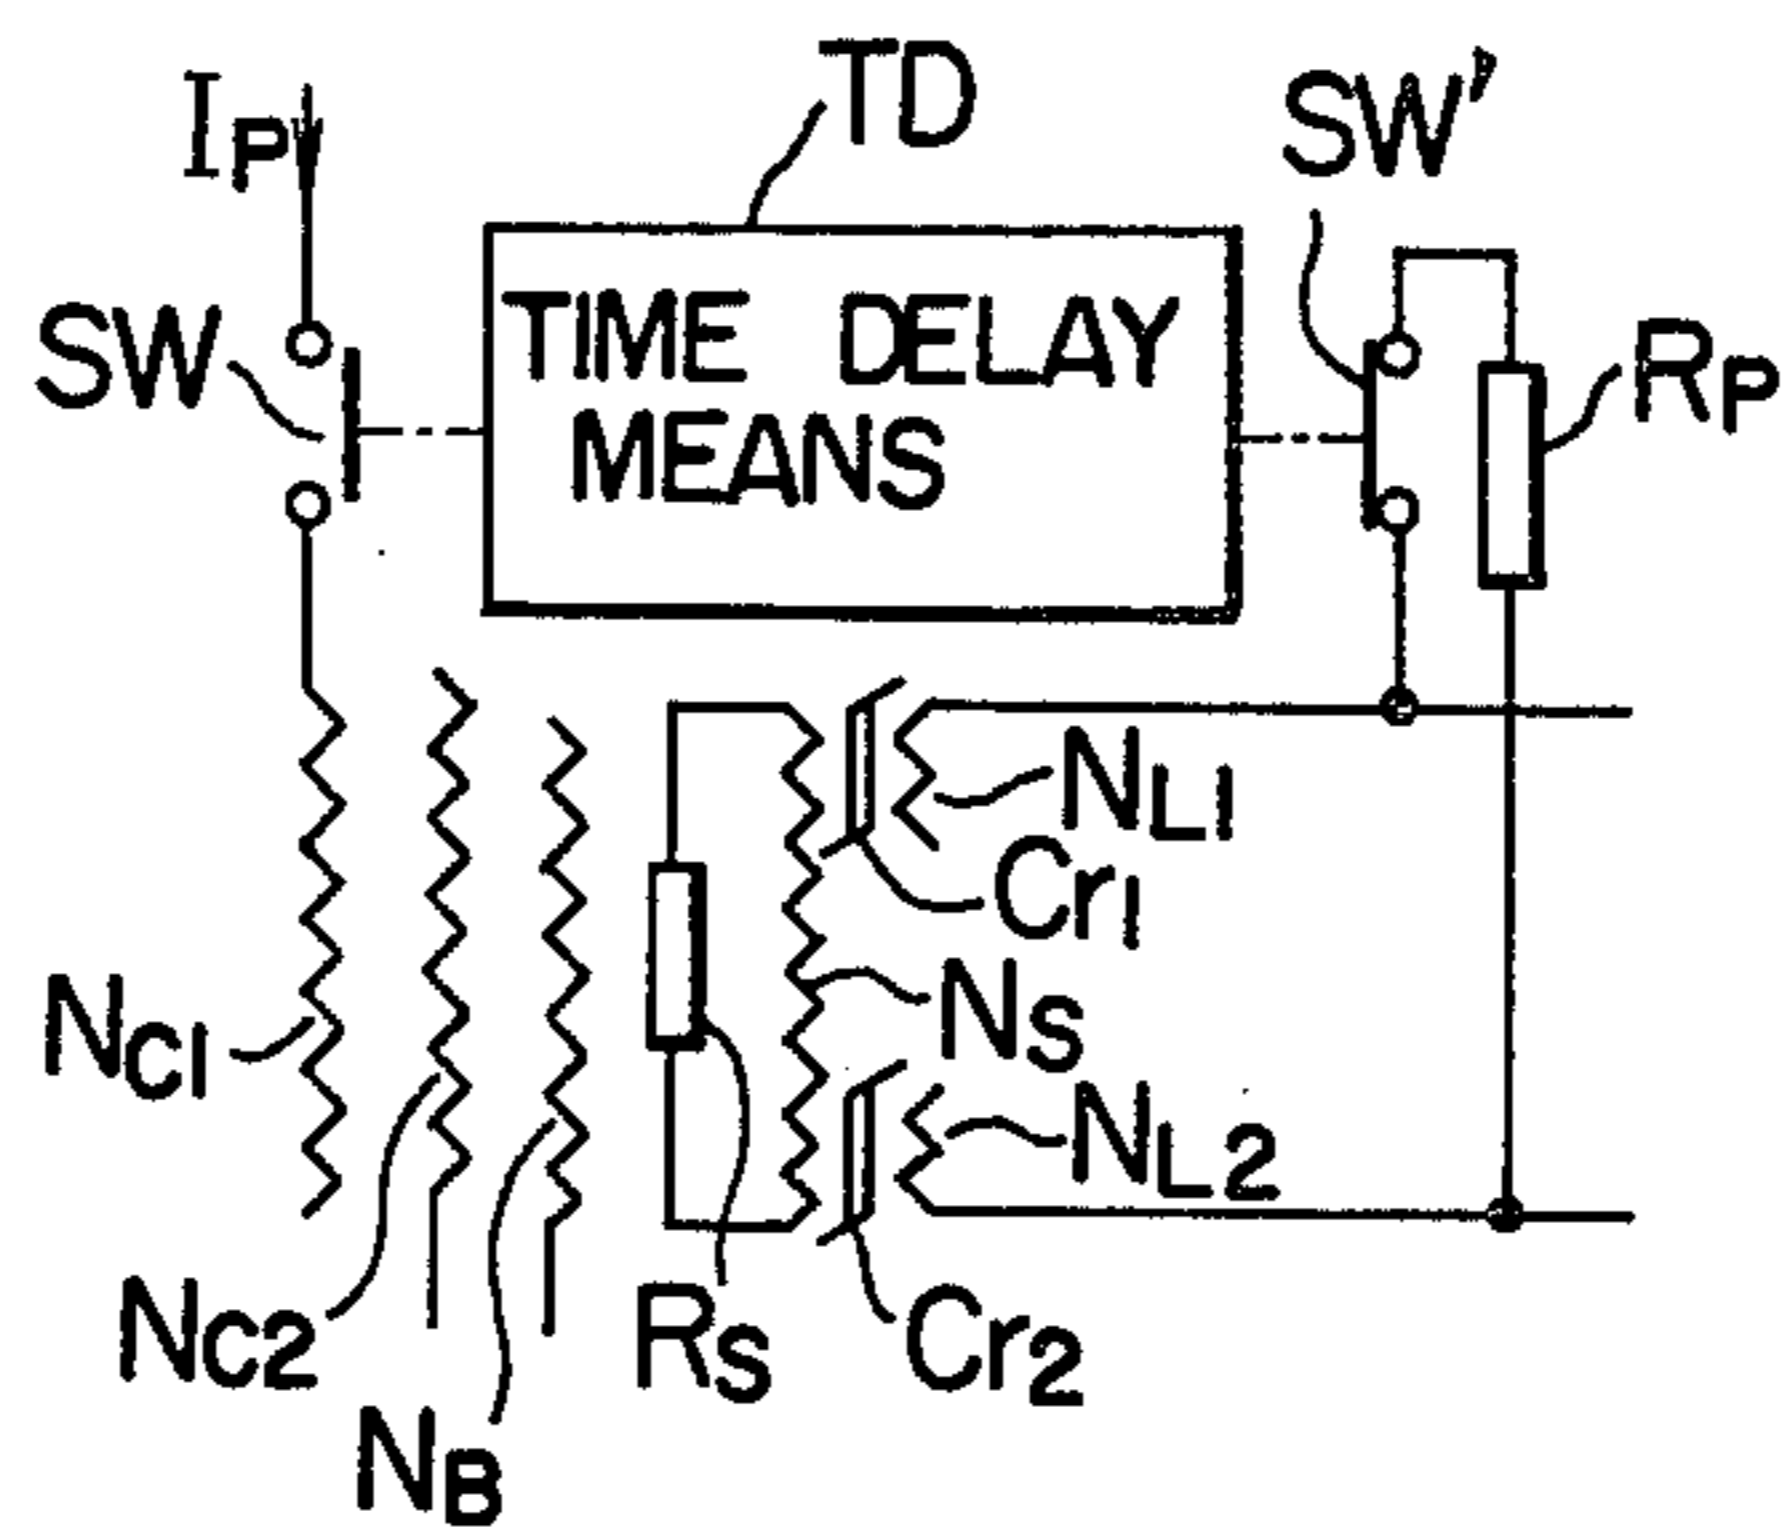 TD
SW'
IP
SW
TIME DELAY
MEANS
RP
NL1
Cr1
NC1
NS
NL2
NC2
RS
Cr2
NB